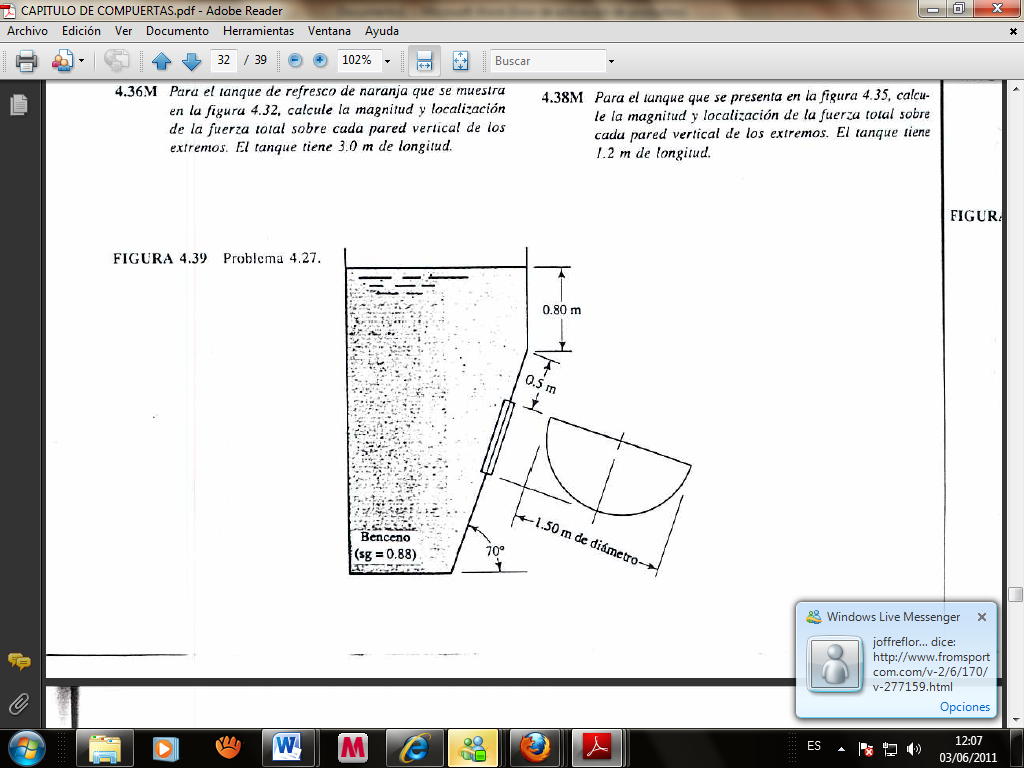 CAPITULO DE COMPUERTAS.pdf - Adobe Reader
Archivo Edición Ver Documento Herramientas Ventana Ayuda
32 / 39 102% Buscar
4.36M Para el tanque de refresco de naranja que se muestra
en la figura 4.32, calcule la magnitud y localización
de la fuerza total sobre cada pared vertical de los
extremos. El tanque tiene 3.0 m de longitud.
4.38M Para el tanque que se presenta en la figura 4.35, calcu-
le la magnitud y localización de la fuerza total sobre
cada pared vertical de los extremos. El tanque tiene
1.2 m de longitud.
FIGURA 4.39 Problema 4.27.
0.80 m
0.5 m
1.50 m de diámetro
70°
Benceno
(sg = 0.88)
Windows Live Messenger
joffreflor... dice:
http://www.fromsport
com.com/v-2/6/170/
v-277159.html
Opciones
ES
12:07
03/06/2011